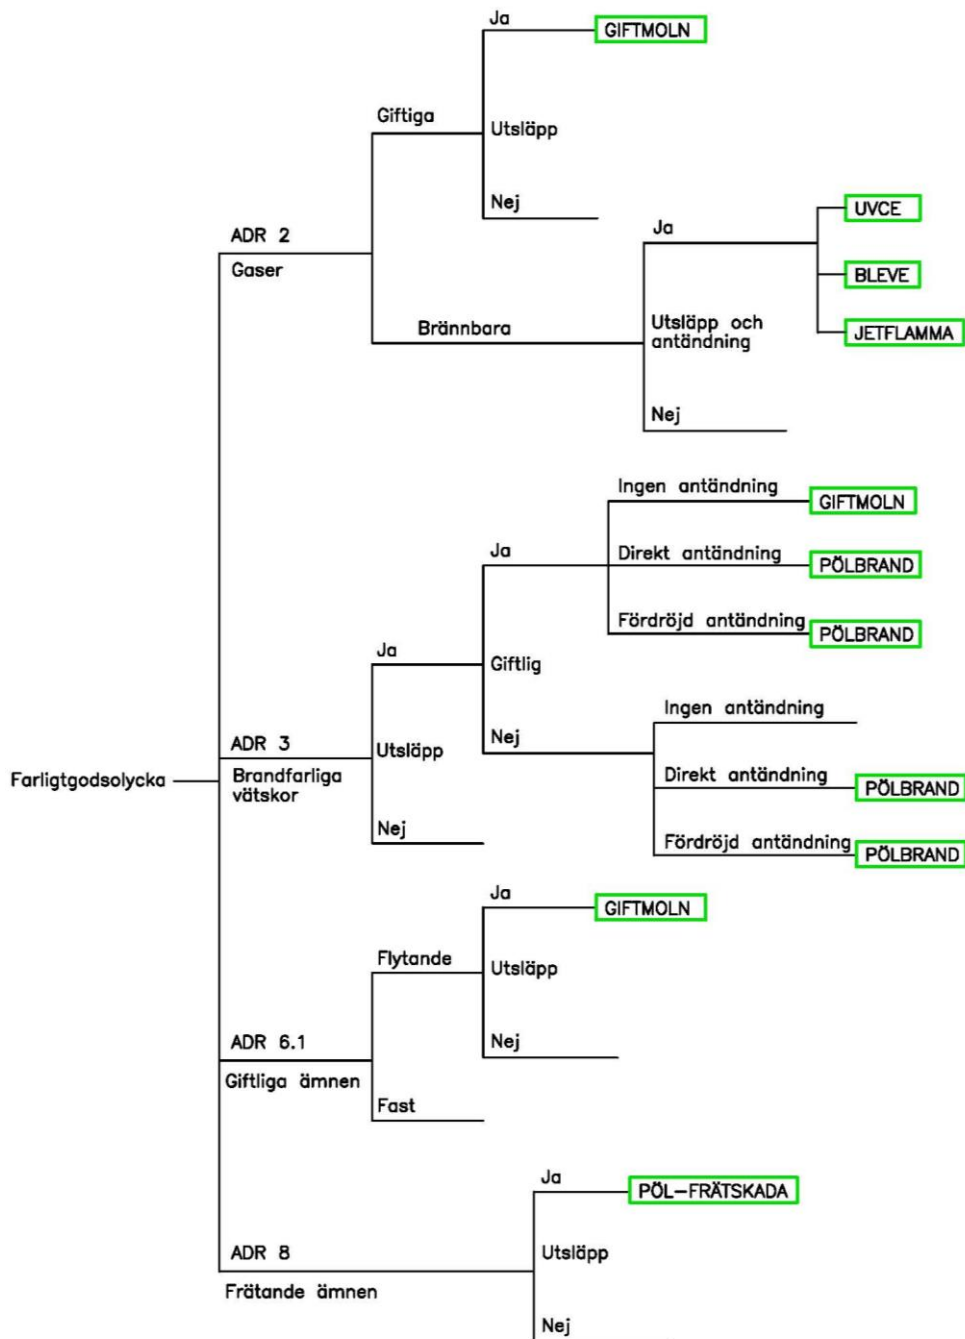 Ja
GIFTMOLN
Giftiga
Utsläpp
Nej
ADR 2
Gaser
Ja
UVCE
BLEVE
Brännbara
Utsläpp och
antändning
JETFLAMMA
Nej
Ingen antändning
GIFTMOLN
Ja
Direkt antändning
PÖLBRAND
Fördröjd antändning
PÖLBRAND
Ja
Giftlig
Nej
Ingen antändning
ADR 3
Utsläpp
Farligtgodsolycka
Brandfarliga
vätskor
Direkt antändning
PÖLBRAND
Nej
Fördröjd antändning
PÖLBRAND
Ja
GIFTMOLN
Flytande
Utsläpp
ADR 6.1
Nej
Giftliga ämnen
Fast
Ja
PÖL-FRÄTSKADA
ADR 8
Utsläpp
Frätande ämnen
Nej